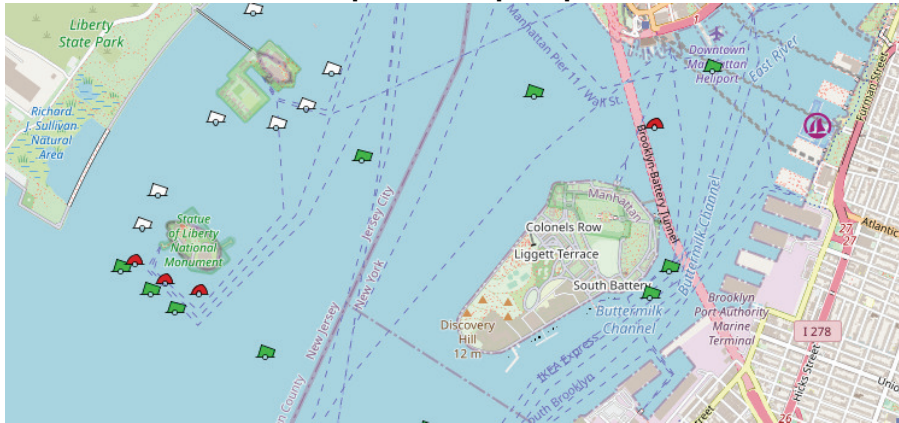 Liberty
State Park
Richard
J. Sullivan
Natural
Area
Statue
of Liberty
National
Monument
Jersey City
New York
New Jersey
Manhattan Pier 11 / Wall St.
Downtown
Manhattan
Heliport
East River
1
Furman Street
Brooklyn-Battery Tunnel
Manhattan
Colonels Row
Liggett Terrace
South Battery
Discovery
Hill
12 m
Buttermilk Channel
Buttermilk
Channel
IKEA Express
Brooklyn
Port Authority
Marine
Terminal
Atlantic
27
27
I 278
Hicks Street
26